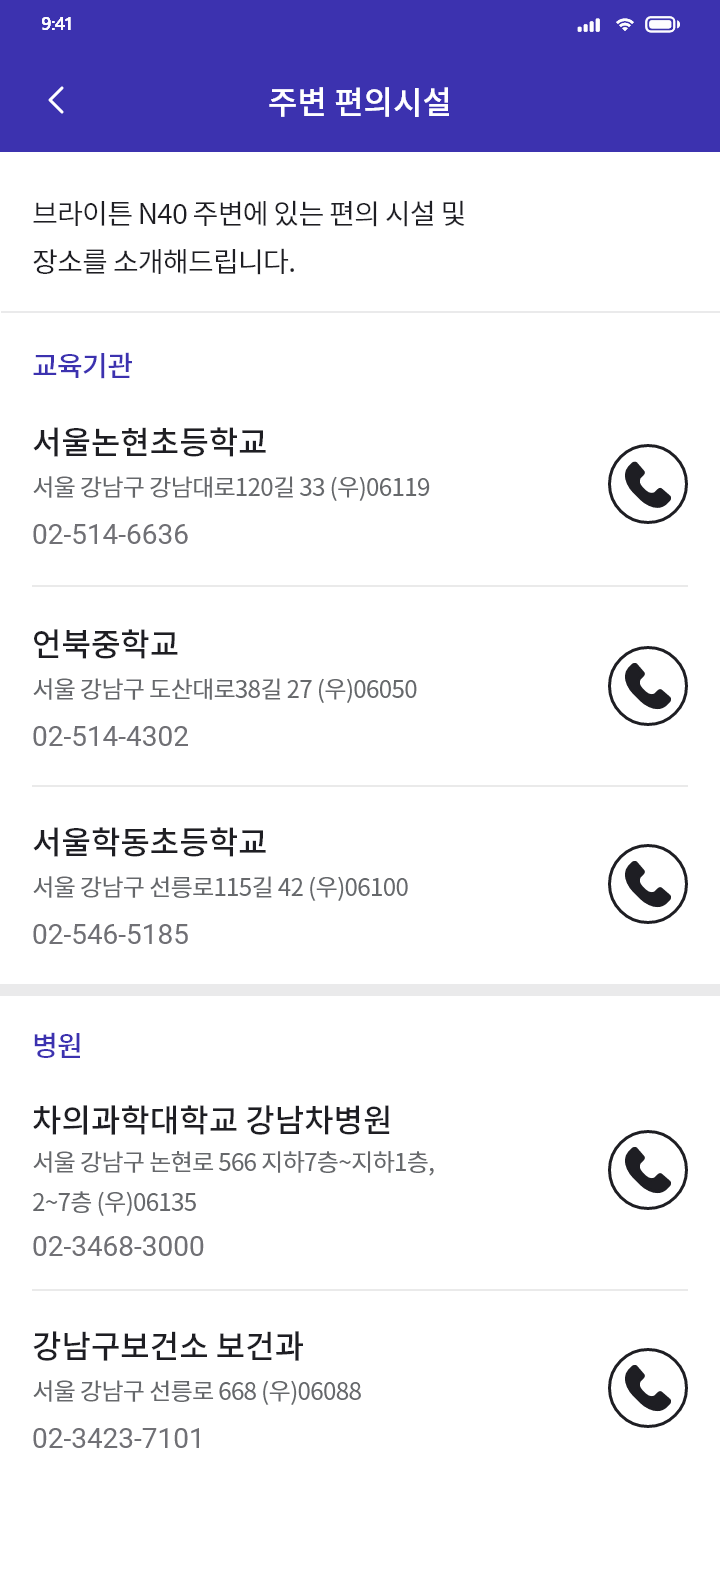 9:41
주변 편의시설
브라이튼 N40 주변에 있는 편의 시설 및
장소를 소개해드립니다.
교육기관
서울논현초등학교
서울 강남구 강남대로120길 33 (우)06119
02-514-6636
언북중학교
서울 강남구 도산대로38길 27 (우)06050
02-514-4302
서울학동초등학교
서울 강남구 선릉로115길 42 (우)06100
02-546-5185
병원
차의과학대학교 강남차병원
서울 강남구 논현로 566 지하7층~지하1층,
2~7층 (우)06135
02-3468-3000
강남구보건소 보건과
서울 강남구 선릉로 668 (우)06088
02-3423-7101